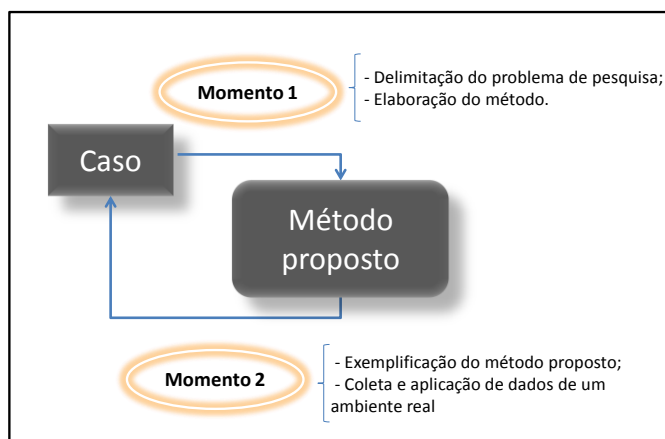 Momento 1
- Delimitação do problema de pesquisa;
- Elaboração do método.
Caso
Método
proposto
Momento 2
- Exemplificação do método proposto;
- Coleta e aplicação de dados de um
ambiente real